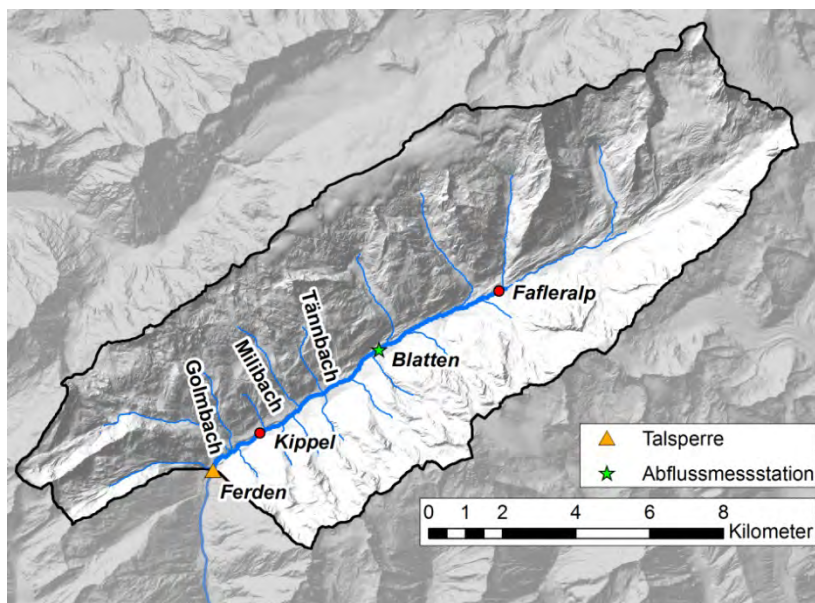 Fafleralp
Tännbach
Blatten
Milibach
Golmbach
Kippel
Ferden
Talsperre
Abflussmessstation
0 1 2 4 6 8
Kilometer